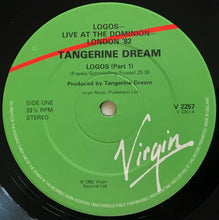 LOGOS—
LIVE AT THE DOMINION—
LONDON '82
TANGERINE DREAM
LOGOS (Part 1)
(Franke/Schmoelling/Froese) 25.30
Produced by Tangerine Dream
Virgin Music (Publishers) Ltd
SIDE ONE
33⅓ RPM
STEREO
V 2257
V 2257 A
Virgin
℗ 1982 Virgin
Records Ltd